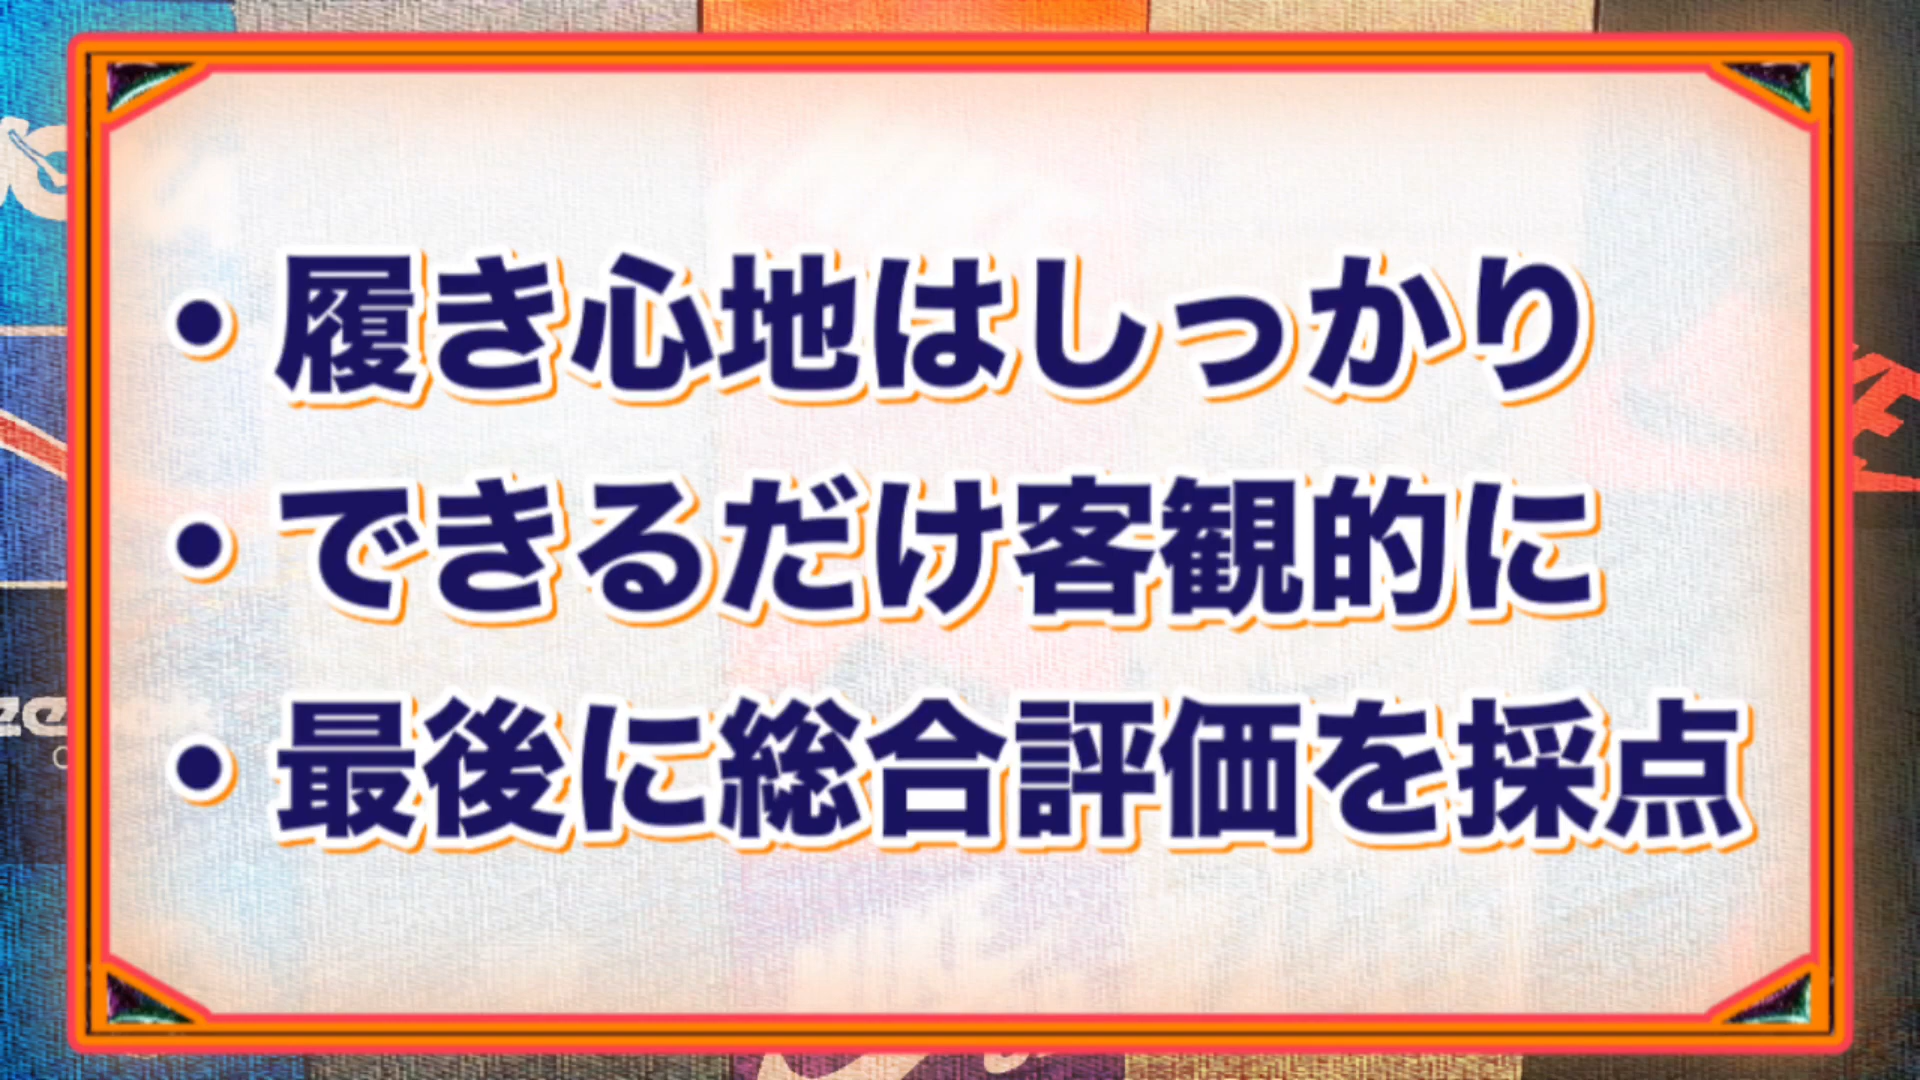 ・履き心地はしっかり
・できるだけ客観的に
・最後に総合評価を採点